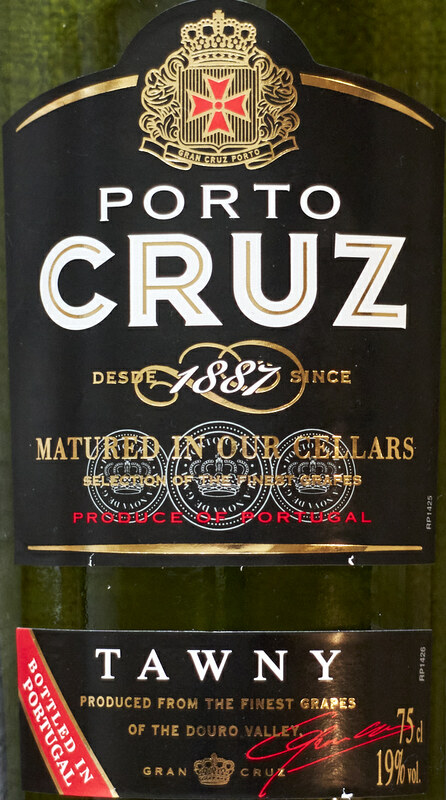 GRAN CRUZ PORTO
PORTO
CRUZ
DESDE 1887 SINCE
MATURED IN OUR CELLARS
SELECTION OF THE FINEST GRAPES
PRODUCE OF PORTUGAL
RP1425
TAWNY
PRODUCED FROM THE FINEST GRAPES
OF THE DOURO VALLEY.
GRAN CRUZ
75 cl
19% vol.
BOTTLED IN
PORTUGAL
RP1426